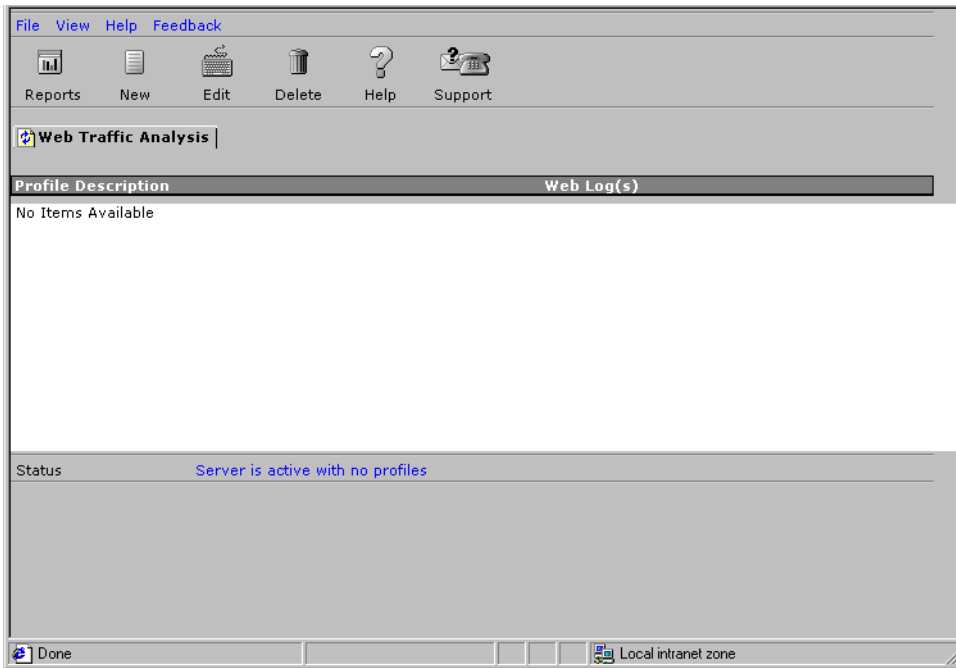 File View Help Feedback
Reports New Edit Delete Help Support
Web Traffic Analysis
Profile Description Web Log(s)
No Items Available
Status Server is active with no profiles
Done Local intranet zone